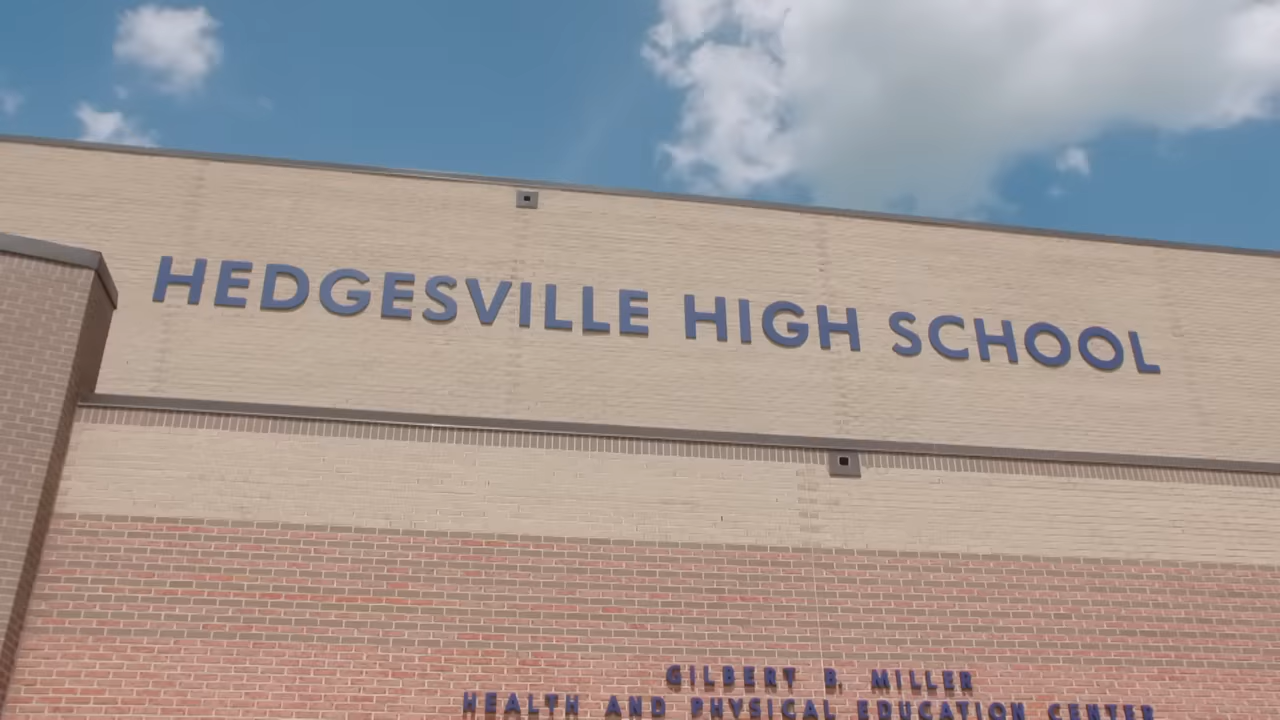 HEDGESVILLE HIGH SCHOOL
GILBERT B. MILLER
HEALTH AND PHYSICAL EDUCATION CENTER